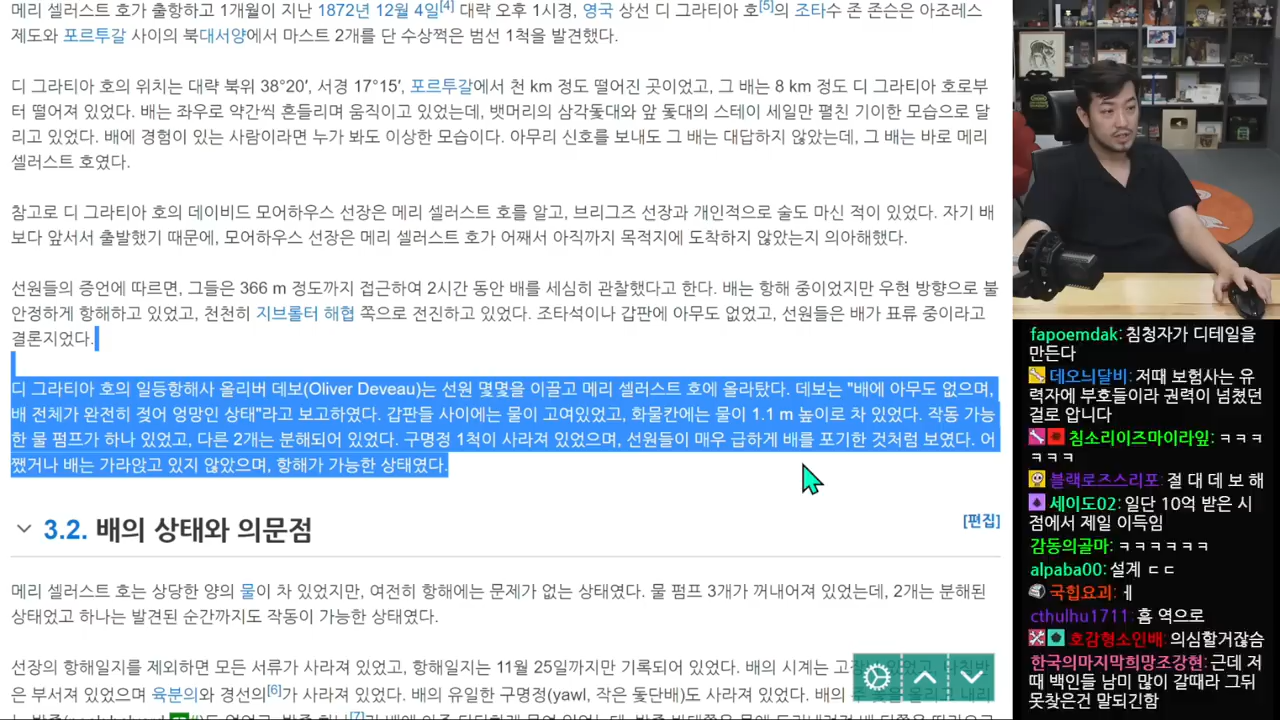 메리 셀러스트 호가 출항하고 1개월이 지난 1872년 12월 4일[4] 대략 오후 1시경, 영국 상선 디 그라티아 호[5]의 조타수 존 존슨은 아조레스
제도와 포르투갈 사이의 북대서양에서 마스트 2개를 단 수상쩍은 범선 1척을 발견했다.
디 그라티아 호의 위치는 대략 북위 38°20′, 서경 17°15′, 포르투갈에서 천 km 정도 떨어진 곳이었고, 그 배는 8 km 정도 디 그라티아 호로부
터 떨어져 있었다. 배는 좌우로 약간씩 흔들리며 움직이고 있었는데, 뱃머리의 삼각돛대와 앞 돛대의 스테이 세일만 펼친 기이한 모습으로 달
리고 있었다. 배에 경험이 있는 사람이라면 누가 봐도 이상한 모습이다. 아무리 신호를 보내도 그 배는 대답하지 않았는데, 그 배는 바로 메리
셀러스트 호였다.
참고로 디 그라티아 호의 데이비드 모어하우스 선장은 메리 셀러스트 호를 알고, 브리그즈 선장과 개인적으로 술도 마신 적이 있었다. 자기 배
보다 앞서서 출발했기 때문에, 모어하우스 선장은 메리 셀러스트 호가 어째서 아직까지 목적지에 도착하지 않았는지 의아해했다.
선원들의 증언에 따르면, 그들은 366 m 정도까지 접근하여 2시간 동안 배를 세심히 관찰했다고 한다. 배는 항해 중이었지만 우현 방향으로 불
안정하게 항해하고 있었고, 천천히 지브롤터 해협 쪽으로 전진하고 있었다. 조타석이나 갑판에 아무도 없었고, 선원들은 배가 표류 중이라고
결론지었다.
디 그라티아 호의 일등항해사 올리버 데보(Oliver Deveau)는 선원 몇몇을 이끌고 메리 셀러스트 호에 올라탔다. 데보는 "배에 아무도 없으며,
배 전체가 완전히 젖어 엉망인 상태"라고 보고하였다. 갑판들 사이에는 물이 고여있었고, 화물칸에는 물이 1.1 m 높이로 차 있었다. 작동 가능
한 물 펌프가 하나 있었고, 다른 2개는 분해되어 있었다. 구명정 1척이 사라져 있었으며, 선원들이 매우 급하게 배를 포기한 것처럼 보였다. 어
쨌거나 배는 가라앉고 있지 않았으며, 항해가 가능한 상태였다.
3.2. 배의 상태와 의문점
[편집]
메리 셀러스트 호는 상당한 양의 물이 차 있었지만, 여전히 항해에는 문제가 없는 상태였다. 물 펌프 3개가 꺼내어져 있었는데, 2개는 분해된
상태였고 하나는 발견된 순간까지도 작동이 가능한 상태였다.
선장의 항해일지를 제외하면 모든 서류가 사라져 있었고, 항해일지는 11월 25일까지만 기록되어 있었다. 배의 시계는
은 부서져 있었으며 육분의와 경선의[6]가 사라져 있었다. 배의 유일한 구명정(yawl, 작은 돛단배)도 사라져 있었다. 배의
fapoemdak: 침청자가 디테일을
만든다
데오늬달비: 저때 보험사는 유
력자에 부호들이라 권력이 넘쳤던
걸로 압니다
침소리이즈마이라잎: ㅋㅋㅋ
ㅋㅋㅋㅋ
블랙로즈스리포: 절 대 데 보 해
세이도02: 일단 10억 받은 시
점에서 제일 이득임
감동의골마: ㅋㅋㅋㅋㅋㅋ
alpaba00: 설계 ㄷㄷ
국힙요괴: ㅔ
cthulhu1711: 흠 역으로
호감형소인배: 의심할거잖슴
한국의마지막희망조강현: 근데 저
때 백인들 남미 많이 갈때라 그뒤
못찾은건 말되긴함